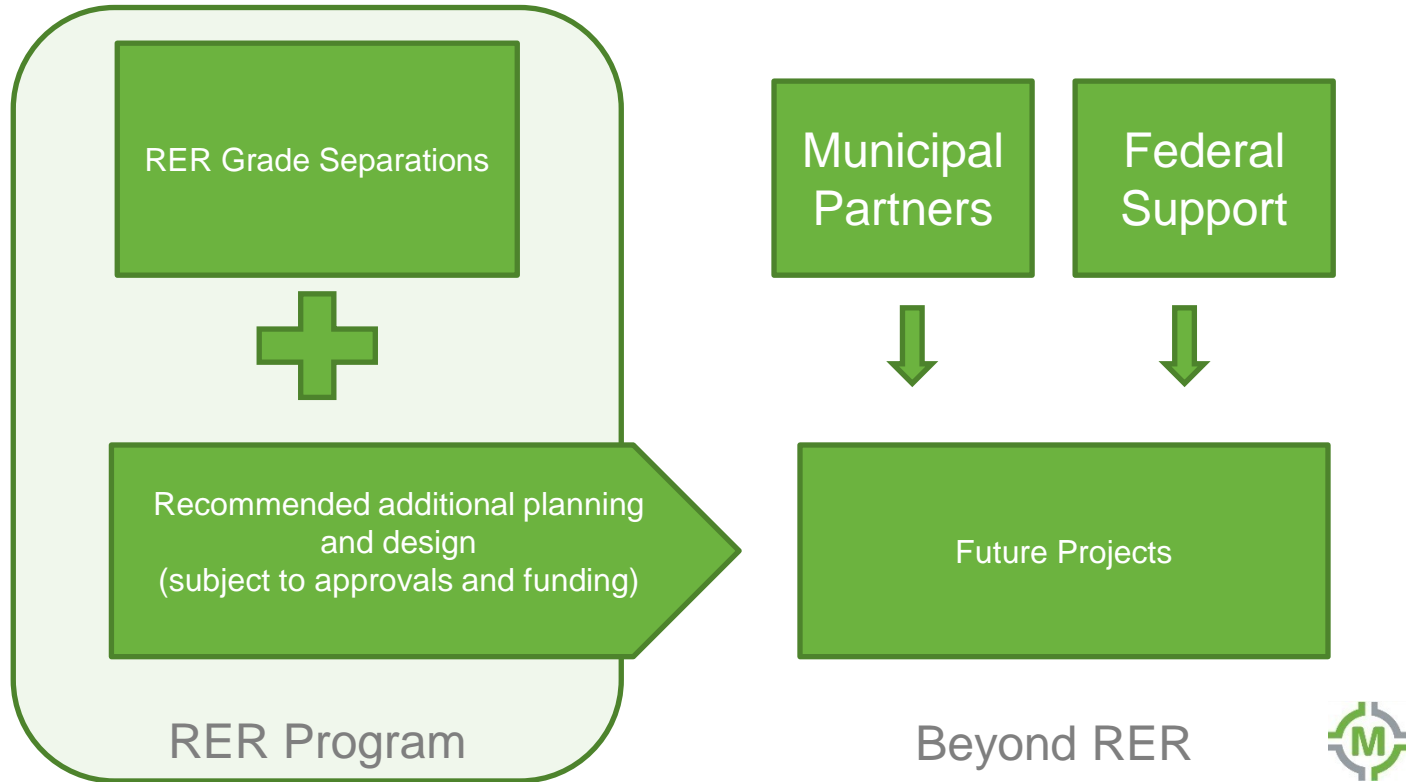 RER Grade Separations
Recommended additional planning
and design
(subject to approvals and funding)
RER Program
Municipal
Partners
Federal
Support
Future Projects
Beyond RER
M